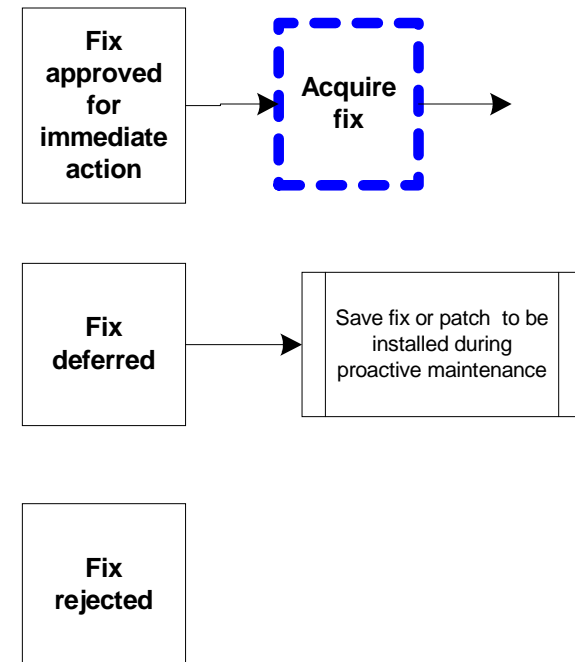 Fix
approved
for
immediate
action
Acquire
fix
Fix
deferred
Save fix or patch to be
installed during
proactive maintenance
Fix
rejected